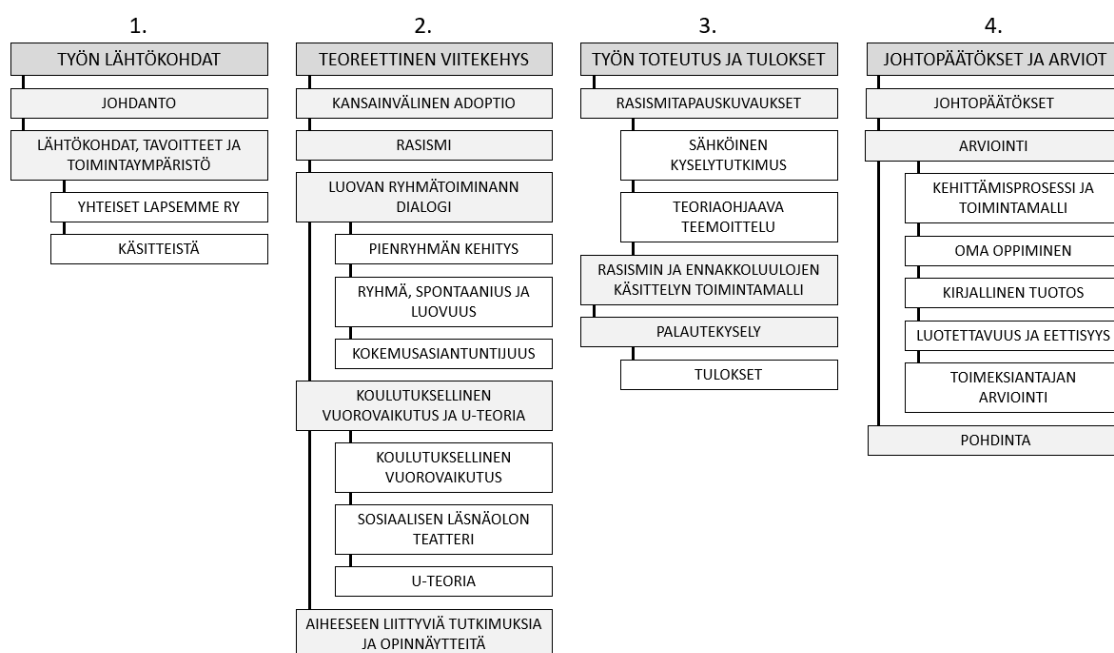 1.
TYÖN LÄHTÖKOHDAT
JOHDANTO
LÄHTÖKOHDAT, TAVOITTEET JA
TOIMINTAYMPÄRISTÖ
YHTEISET LAPSEMME RY
KÄSITTEISTÄ
2.
TEOREETTINEN VIITEKEHYS
KANSAINVÄLINEN ADOPTIO
RASISMI
LUOVAN RYHMÄTOIMINANN
DIALOGI
PIENRYHMÄN KEHITYS
RYHMÄ, SPONTAANIUS JA
LUOVUUS
KOKEMUSASIANTUNTIJUUS
KOULUTUKSELLINEN
VUOROVAIKUTUS JA U-TEORIA
KOULUTUKSELLINEN
VUOROVAIKUTUS
SOSIAALISEN LÄSNÄOLON
TEATTERI
U-TEORIA
AIHEESEEN LIITTYVIÄ TUTKIMUKSIA
JA OPINNÄYTTEITÄ
3.
TYÖN TOTEUTUS JA TULOKSET
RASISMITAPAUSKUVAUKSET
SÄHKÖINEN
KYSELYTUTKIMUS
TEORIAOHJAAVA
TEEMOITTELU
RASISMIN JA ENNAKKOLUULOJEN
KÄSITTELYN TOIMINTAMALLI
PALAUTEKYSELY
TULOKSET
4.
JOHTOPÄÄTÖKSET JA ARVIOT
JOHTOPÄÄTÖKSET
ARVIOINTI
KEHITTÄMISPROSESSI JA
TOIMINTAMALLI
OMA OPPIMINEN
KIRJALLINEN TUOTOS
LUOTETTAVUUS JA EETTISYYS
TOIMEKSIANTAJAN
ARVIOINTI
POHDINTA